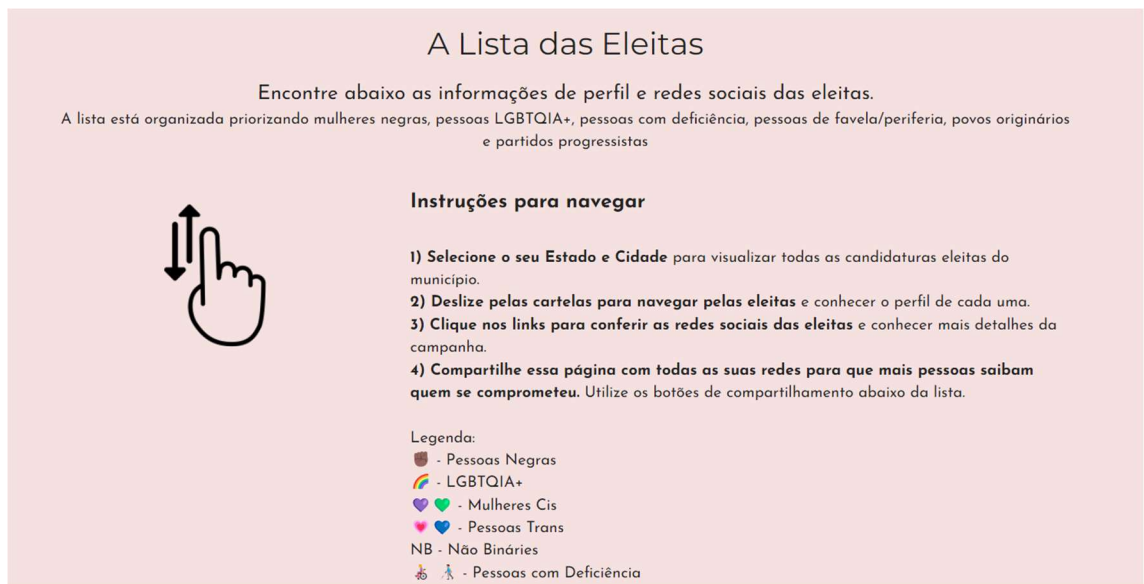 A Lista das Eleitas
Encontre abaixo as informações de perfil e redes sociais das eleitas.
A lista está organizada priorizando mulheres negras, pessoas LGBTQIA+, pessoas com deficiência, pessoas de favela/periferia, povos originários
e partidos progressistas
Instruções para navegar
1) Selecione o seu Estado e Cidade para visualizar todas as candidaturas eleitas do
município.
2) Deslize pelas cartelas para navegar pelas eleitas e conhecer o perfil de cada uma.
3) Clique nos links para conferir as redes sociais das eleitas e conhecer mais detalhes da
campanha.
4) Compartilhe essa página com todas as suas redes para que mais pessoas saibam
quem se comprometeu. Utilize os botões de compartilhamento abaixo da lista.
Legenda:
✊🏾 - Pessoas Negras
🌈 - LGBTQIA+
💜 💚 - Mulheres Cis
💗 💙 - Pessoas Trans
NB - Não Bináries
👩‍🦽 👨‍🦯 - Pessoas com Deficiência